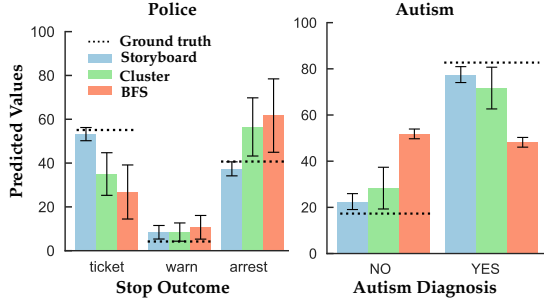 Police
Predicted Values
100
80
60
40
20
0
Ground truth
Storyboard
Cluster
BFS
ticket warn arrest
Stop Outcome
Autism
100
80
60
40
20
0
NO YES
Autism Diagnosis